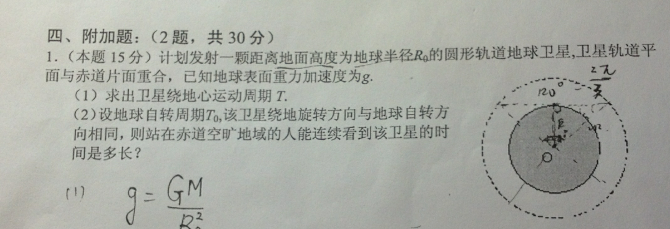 四、附加题:(2题,共30分)
1.(本题15分)计划发射一颗距离地面高度为地球半径R₀的圆形轨道地球卫星,卫星轨道平
面与赤道片面重合,已知地球表面重力加速度为g.
(1)求出卫星绕地心运动周期 T.
(2)设地球自转周期T₀,该卫星绕地旋转方向与地球自转方
向相同,则站在赤道空旷地域的人能连续看到该卫星的时
间是多长?
120°
2π
3
R
O
(1) g = GM
R₀²